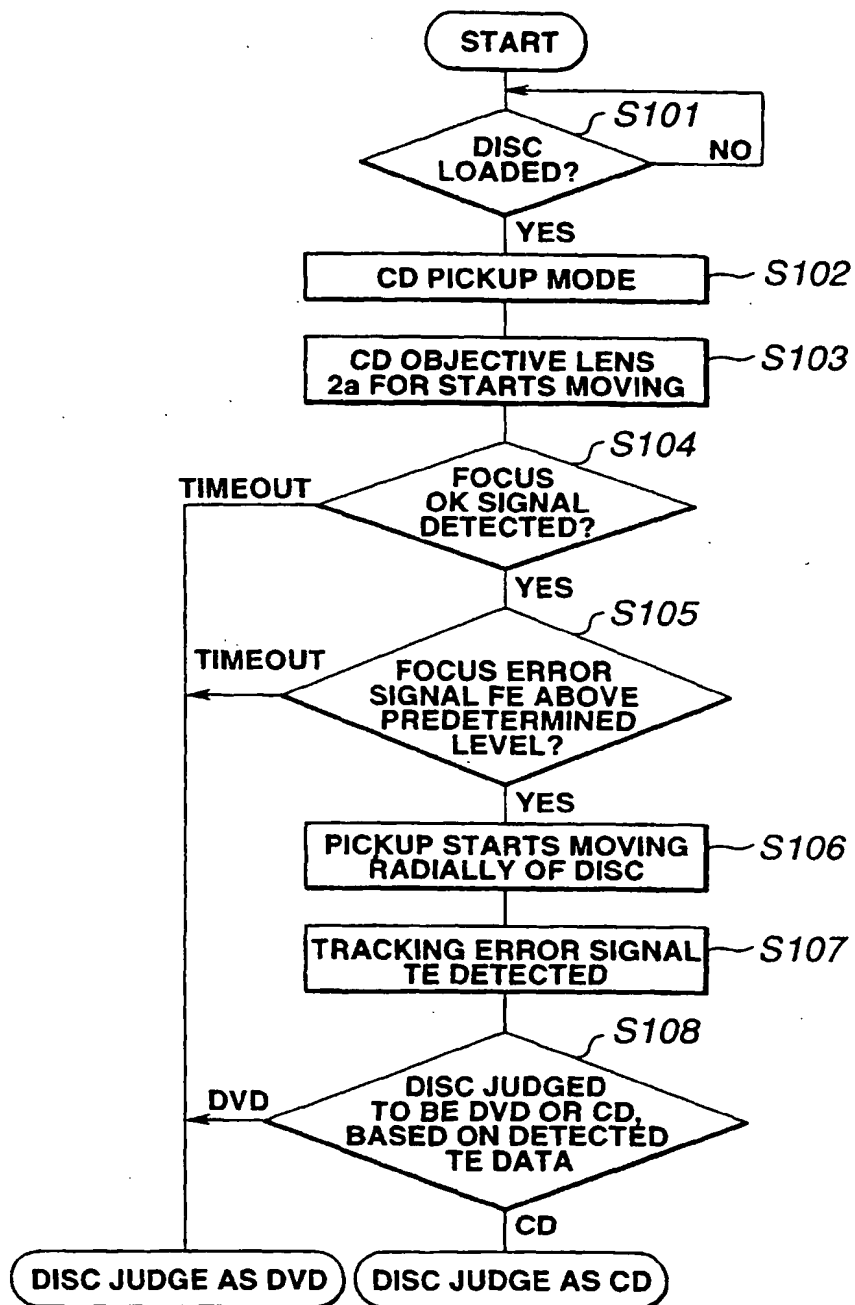 START
S101
DISC
LOADED?
NO
YES
CD PICKUP MODE
S102
CD OBJECTIVE LENS
2a FOR STARTS MOVING
S103
S104
TIMEOUT
FOCUS
OK SIGNAL
DETECTED?
YES
S105
TIMEOUT
FOCUS ERROR
SIGNAL FE ABOVE
PREDETERMINED
LEVEL?
YES
PICKUP STARTS MOVING
RADIALLY OF DISC
S106
TRACKING ERROR SIGNAL
TE DETECTED
S107
S108
DVD
DISC JUDGED
TO BE DVD OR CD,
BASED ON DETECTED
TE DATA
CD
DISC JUDGE AS DVD
DISC JUDGE AS CD